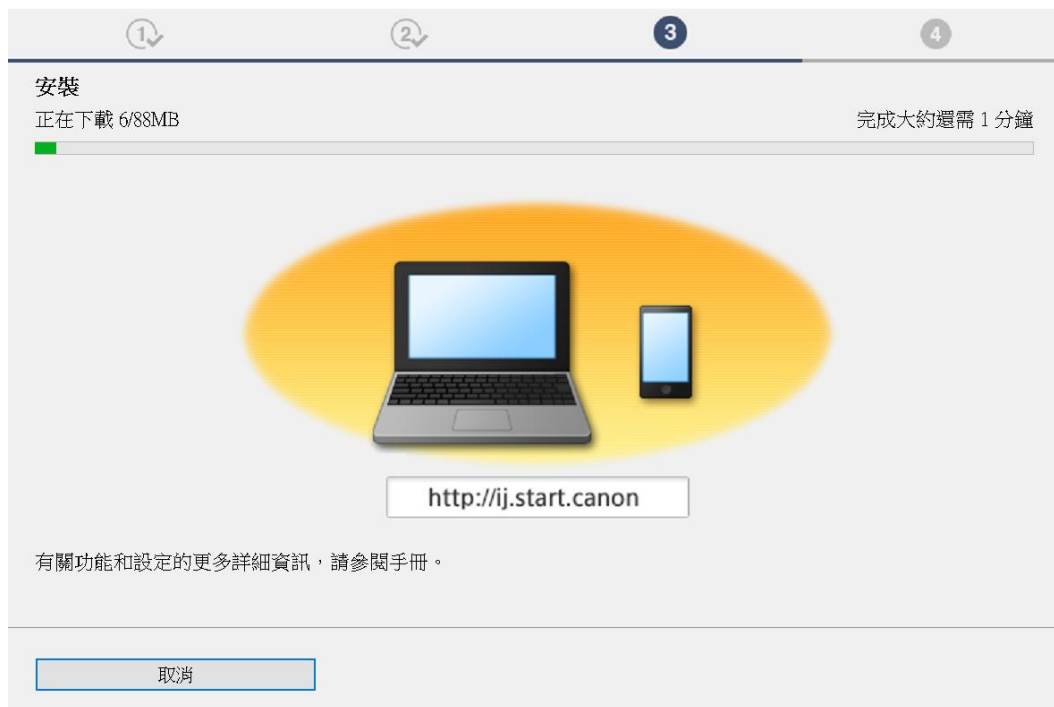 1
2
3
4
安裝
正在下載 6/88MB
完成大約還需 1 分鐘
http://ij.start.canon
有關功能和設定的更多詳細資訊，請參閱手冊。
取消